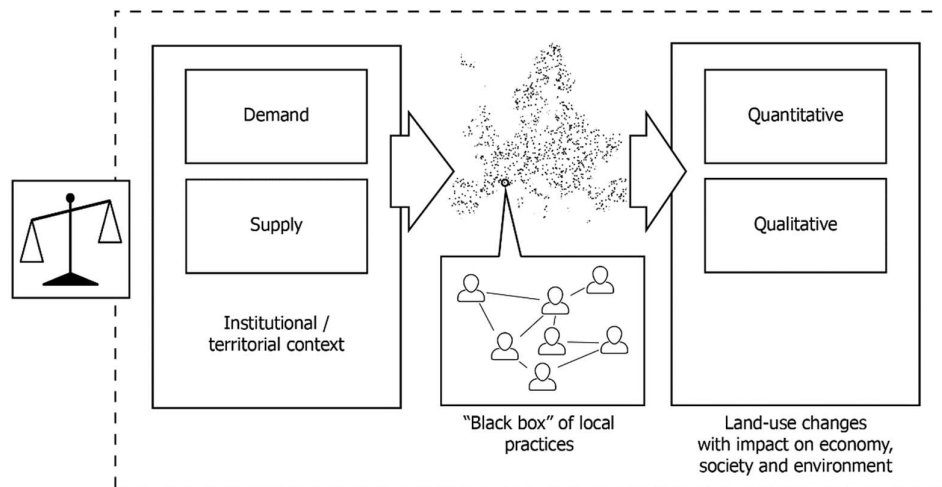 Demand
Supply
Institutional /
territorial context
“Black box” of local
practices
Quantitative
Qualitative
Land-use changes
with impact on economy,
society and environment